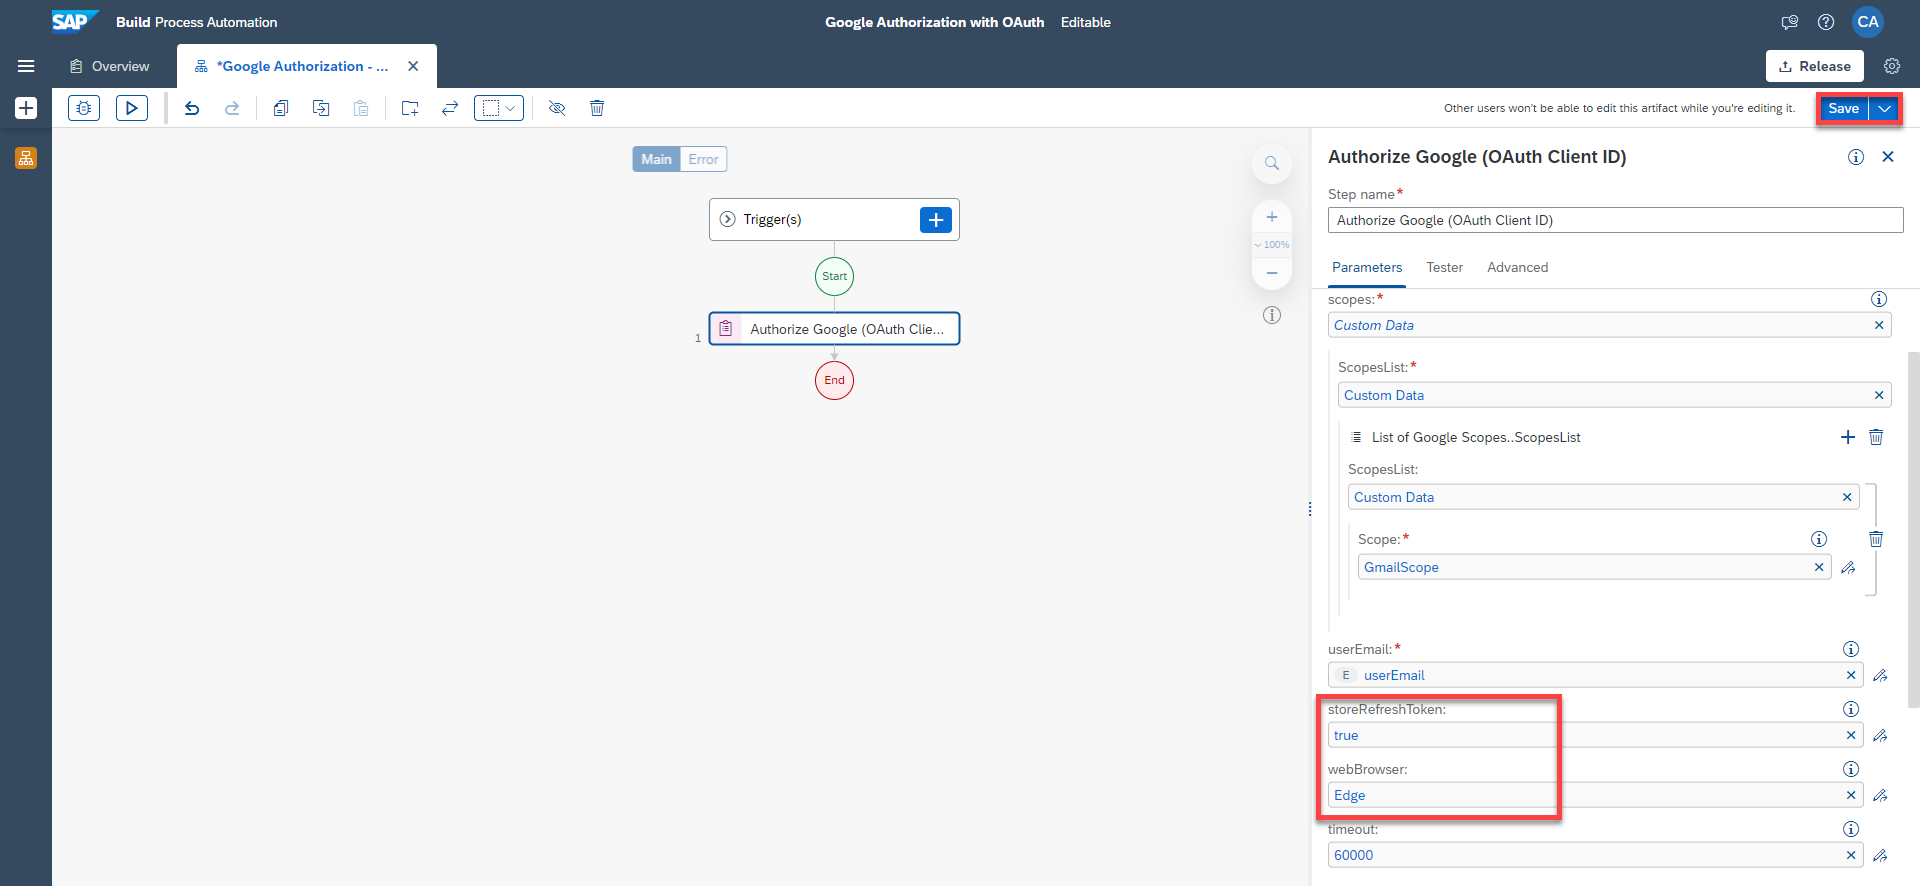 SAP Build Process Automation
Google Authorization with OAuth Editable
CA
Overview
*Google Authorization - ...
Release
Other users won't be able to edit this artifact while you're editing it.
Save
Main Error
Trigger(s)
Start
1
Authorize Google (OAuth Clie...
End
100%
Authorize Google (OAuth Client ID)
Step name*
Authorize Google (OAuth Client ID)
Parameters Tester Advanced
scopes:*
Custom Data
ScopesList:*
Custom Data
List of Google Scopes..ScopesList
ScopesList:
Custom Data
Scope:*
GmailScope
userEmail:*
E userEmail
storeRefreshToken:
true
webBrowser:
Edge
timeout:
60000